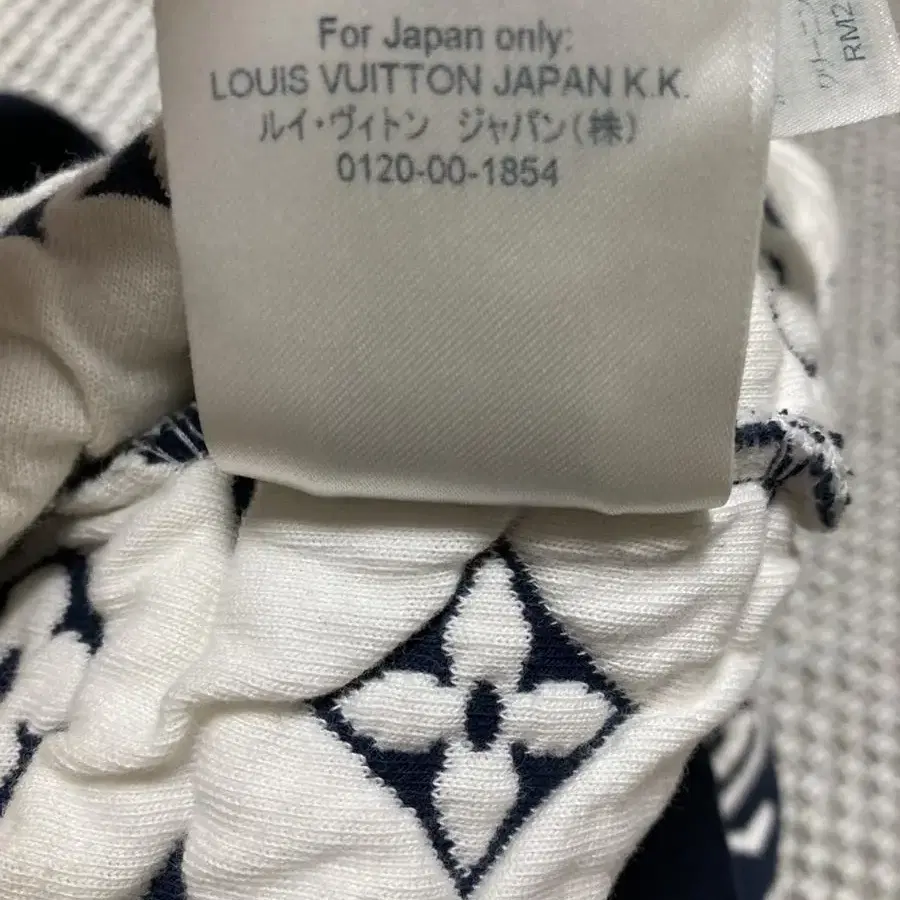 For Japan only:
LOUIS VUITTON JAPAN K.K.
ルイ・ヴィトン ジャパン(株)
0120-00-1854
RM2